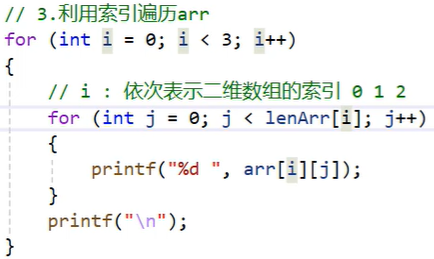 // 3.利用索引遍历arr
for (int i = 0; i < 3; i++)
{
    // i : 依次表示二维数组的索引 0 1 2
    for (int j = 0; j < lenArr[i]; j++)
    {
        printf("%d ", arr[i][j]);
    }
    printf("\n");
}